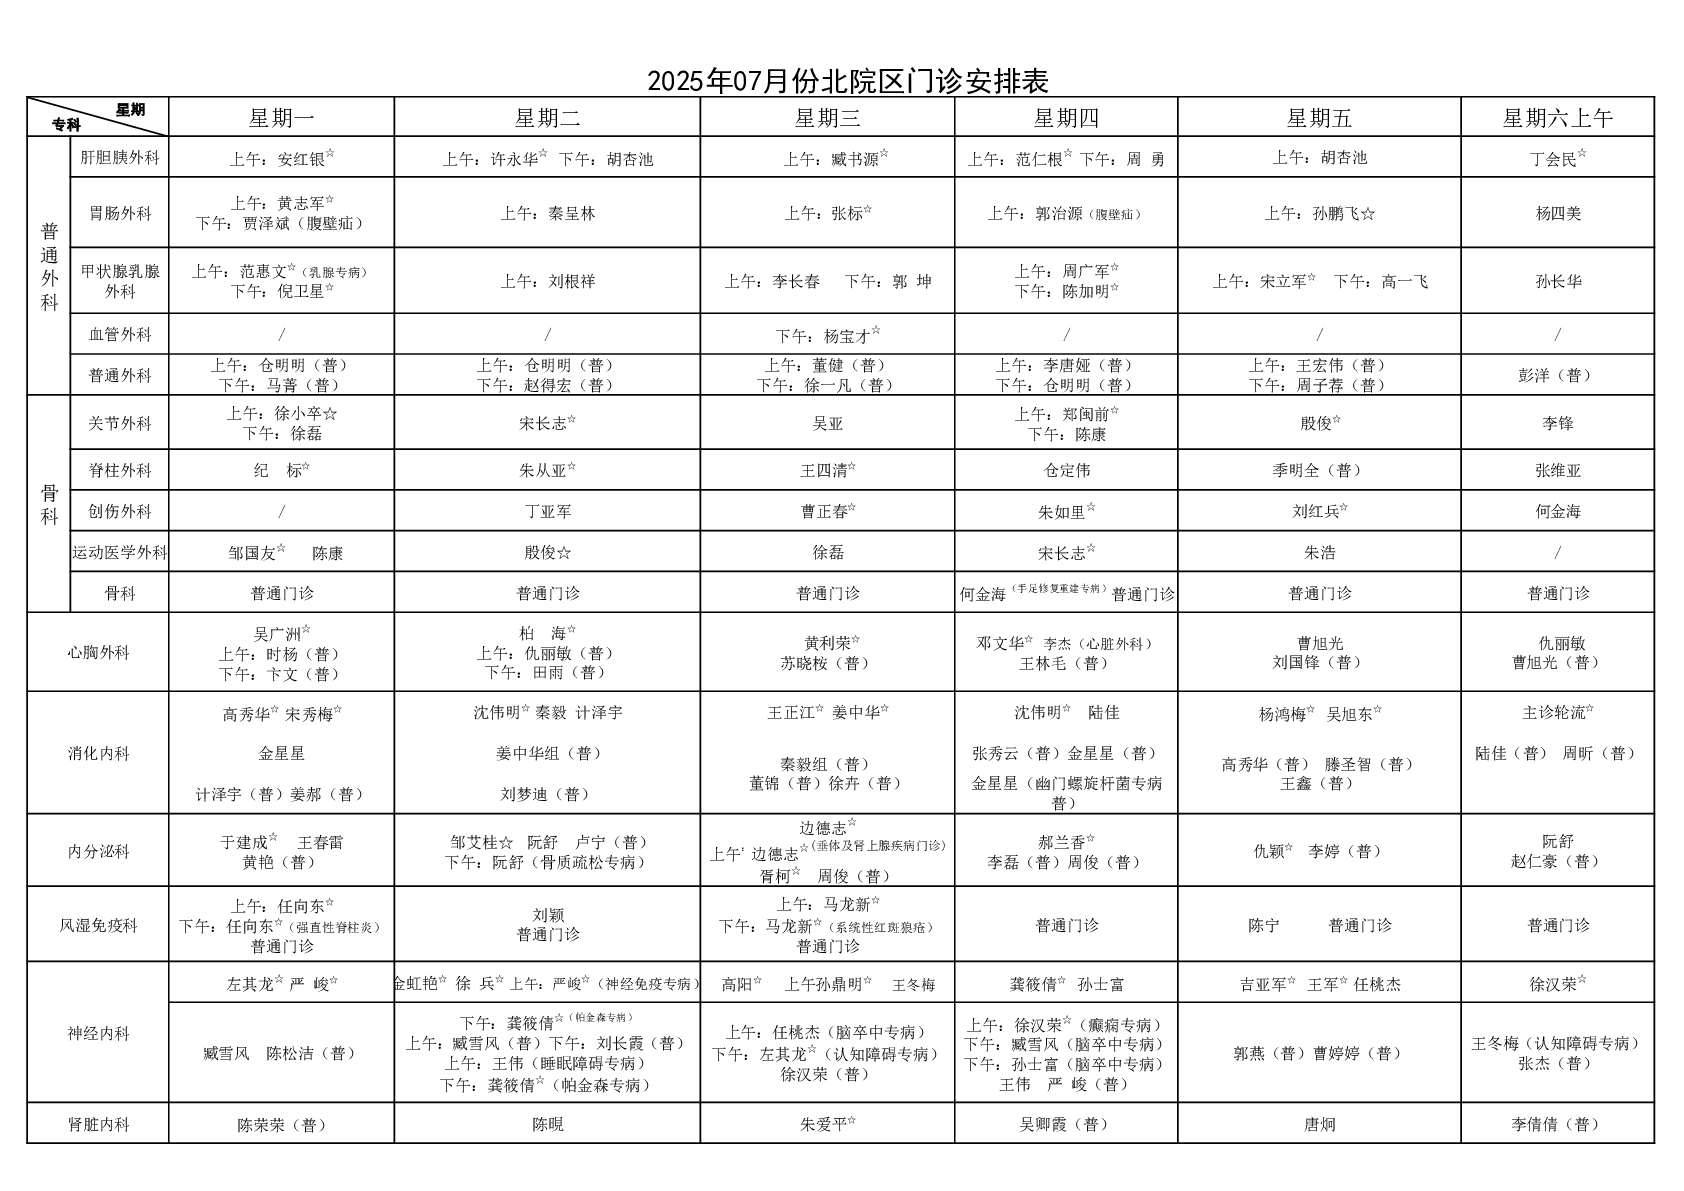 2025年07月份北院区门诊安排表
星期
专科
星期一 星期二 星期三 星期四 星期五 星期六上午
普通外科
肝胆胰外科 上午：安红银☆ 上午：许永华☆ 下午：胡杏池 上午：臧书源☆ 上午：范仁根☆ 下午：周 勇 上午：胡杏池 丁会民☆
胃肠外科 上午：黄志军☆
下午：贾泽斌（腹壁疝） 上午：秦呈林 上午：张标☆ 上午：郭治源（腹壁疝） 上午：孙鹏飞☆ 杨四美
甲状腺乳腺
外科 上午：范惠文☆（乳腺专病）
下午：倪卫星☆ 上午：刘根祥 上午：李长春 下午：郭 坤 上午：周广军☆
下午：陈加明☆ 上午：宋立军☆ 下午：高一飞 孙长华
血管外科 / / 下午：杨宝才☆ / / /
普通外科 上午：仓明明（普）
下午：马菁（普） 上午：仓明明（普）
下午：赵得宏（普） 上午：董健（普）
下午：徐一凡（普） 上午：李唐娅（普）
下午：仓明明（普） 上午：王宏伟（普）
下午：周子荐（普） 彭洋（普）
骨科
关节外科 上午：徐小卒☆
下午：徐磊 宋长志☆ 吴亚 上午：郑闽前☆
下午：陈康 殷俊☆ 李锋
脊柱外科 纪 标☆ 朱从亚☆ 王四清☆ 仓定伟 季明全（普） 张维亚
创伤外科 / 丁亚军 曹正春☆ 朱如里☆ 刘红兵☆ 何金海
运动医学外科 邹国友☆ 陈康 殷俊☆ 徐磊 宋长志☆ 朱浩 /
骨科 普通门诊 普通门诊 普通门诊 何金海（手足修复重建专病）普通门诊 普通门诊 普通门诊
心胸外科 吴广洲☆
上午：时杨（普）
下午：卞文（普） 柏 海☆
上午：仇丽敏（普）
下午：田雨（普） 黄利荣☆
苏晓桉（普） 邓文华☆ 李杰（心脏外科）
王林毛（普） 曹旭光
刘国锋（普） 仇丽敏
曹旭光（普）
消化内科 高秀华☆ 宋秀梅☆
金星星
计泽宇（普）姜郝（普） 沈伟明☆ 秦毅 计泽宇
姜中华组（普）
刘梦迪（普） 王正江☆ 姜中华☆
秦毅组（普）
董锦（普）徐卉（普） 沈伟明☆ 陆佳
张秀云（普）金星星（普）
金星星（幽门螺旋杆菌专病
普） 杨鸿梅☆ 吴旭东☆
高秀华（普） 滕圣智（普）
王鑫（普） 主诊轮流☆
陆佳（普） 周昕（普）
内分泌科 于建成☆ 王春雷
黄艳（普） 邹艾桂☆ 阮舒 卢宁（普）
下午：阮舒（骨质疏松专病） 边德志☆
上午：边德志☆（垂体及肾上腺疾病门诊）
胥柯☆ 周俊（普） 郝兰香☆
李磊（普）周俊（普） 仇颖☆ 李婷（普） 阮舒
赵仁豪（普）
风湿免疫科 上午：任向东☆
下午：任向东☆（强直性脊柱炎）
普通门诊 刘颖
普通门诊 上午：马龙新☆
下午：马龙新☆（系统性红斑狼疮）
普通门诊 普通门诊 陈宁 普通门诊 普通门诊
神经内科
左其龙☆ 严 峻☆ 金虹艳☆ 徐 兵☆ 上午：严峻☆（神经免疫专病） 高阳☆ 上午孙鼎明☆ 王冬梅 龚筱倩☆ 孙士富 吉亚军☆ 王军☆ 任桃杰 徐汉荣☆
臧雪风 陈松洁（普） 下午：龚筱倩☆（帕金森专病）
上午：臧雪风（普）下午：刘长霞（普）
上午：王伟（睡眠障碍专病）
下午：龚筱倩☆（帕金森专病） 上午：任桃杰（脑卒中专病）
下午：左其龙☆（认知障碍专病）
徐汉荣（普） 上午：徐汉荣☆（癫痫专病）
下午：臧雪风（脑卒中专病）
下午：孙士富（脑卒中专病）
王伟 严 峻（普） 郭燕（普）曹婷婷（普） 王冬梅（认知障碍专病）
张杰（普）
肾脏内科 陈荣荣（普） 陈晛 朱爱平☆ 吴卿霞（普） 唐炯 李倩倩（普）